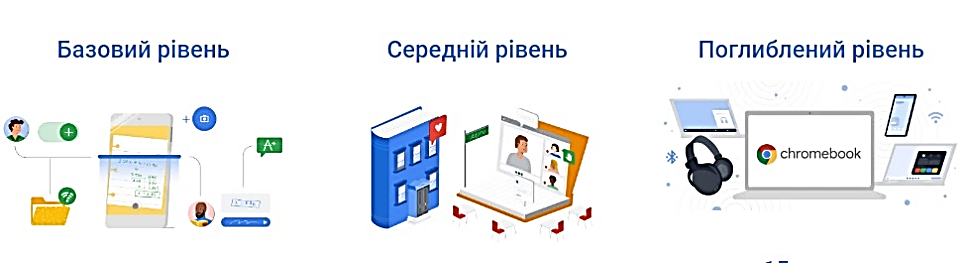 Базовий рівень
Середній рівень
Поглиблений рівень
A+
chromebook